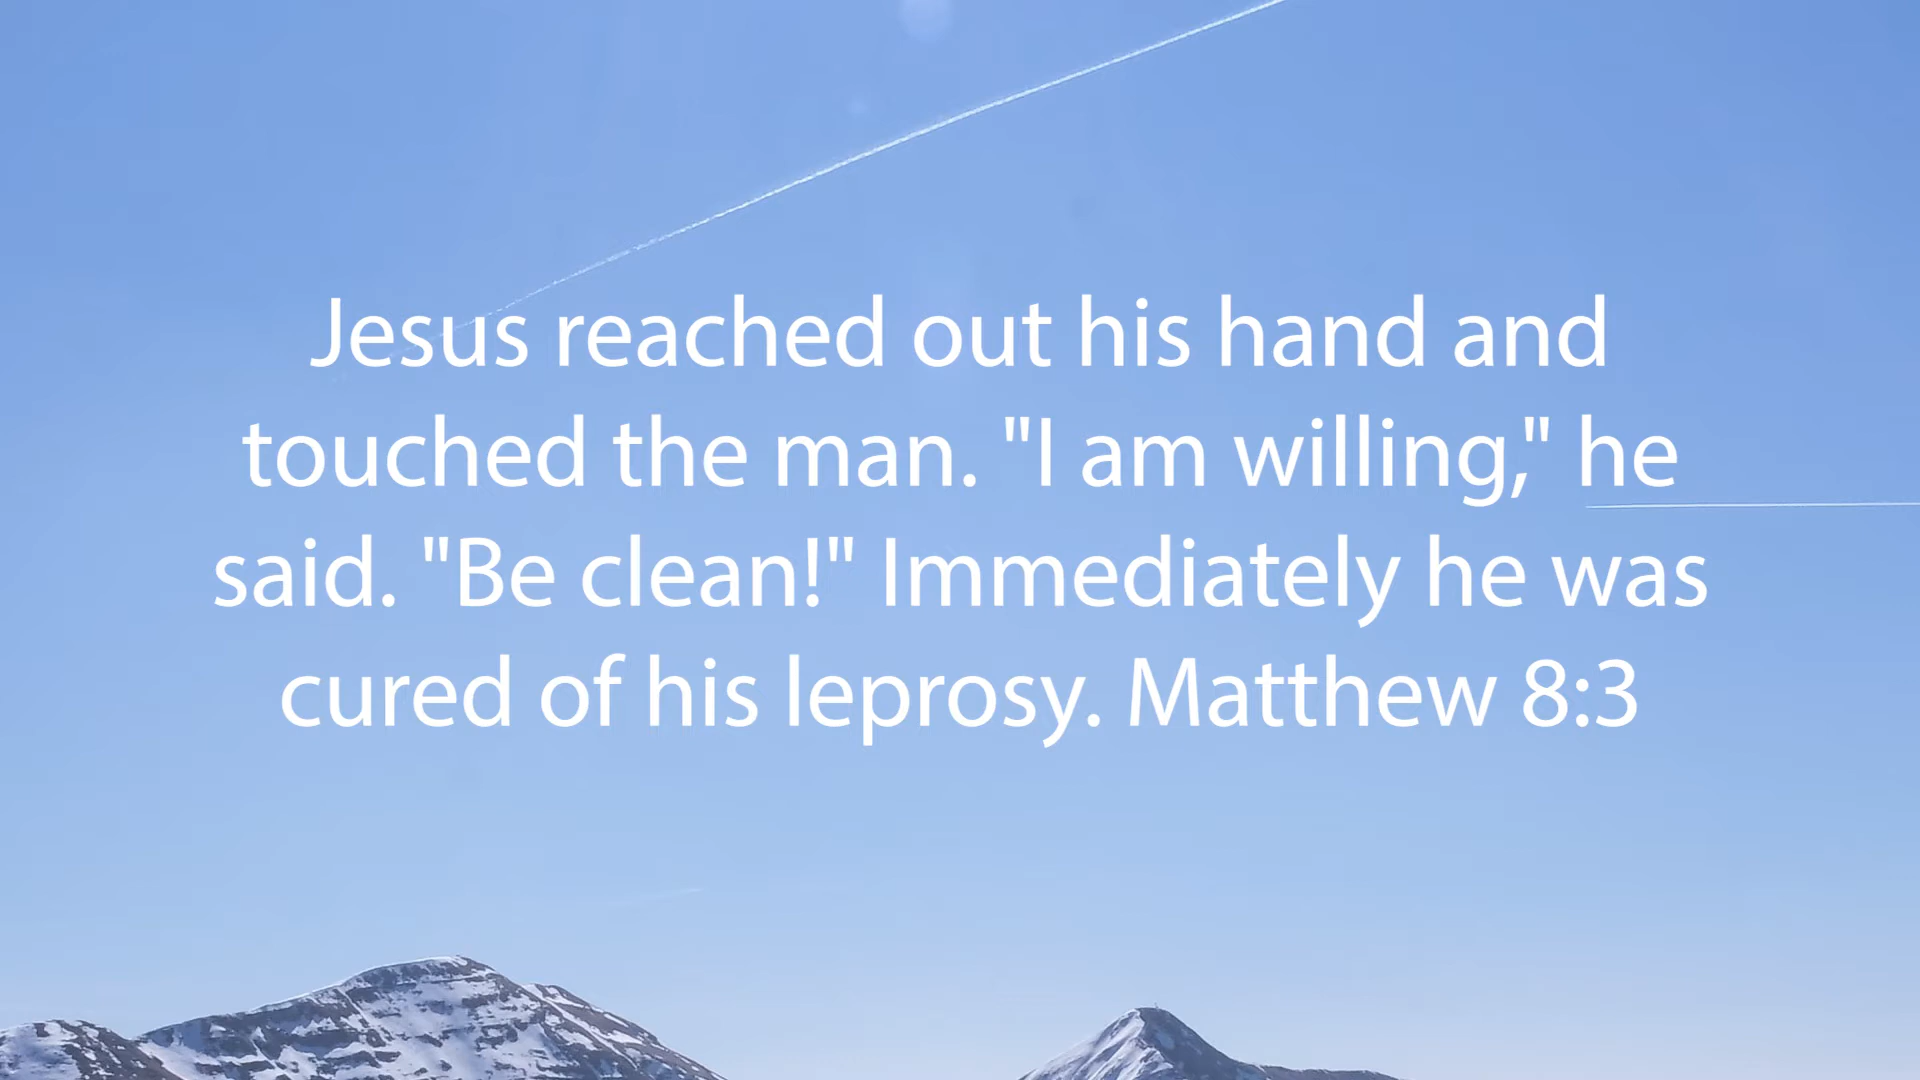 Jesus reached out his hand and
touched the man. "I am willing," he
said. "Be clean!" Immediately he was
cured of his leprosy. Matthew 8:3